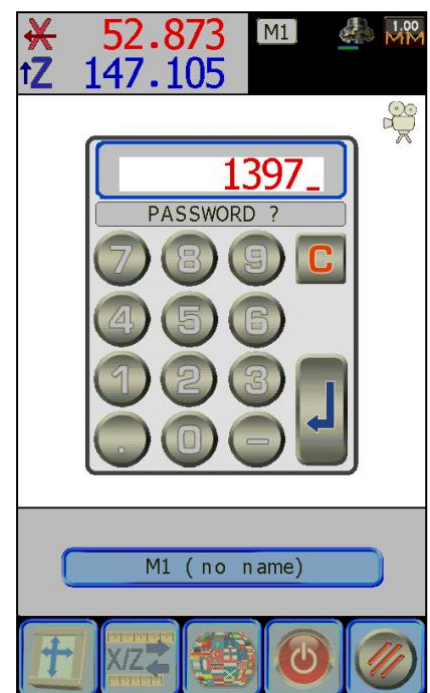 X 52.873 M1 1.00
↑Z 147.105 MM
1397_
PASSWORD ?
7 8 9 C
4 5 6
1 2 3
. 0 -
M1 ( no name)
X/Z